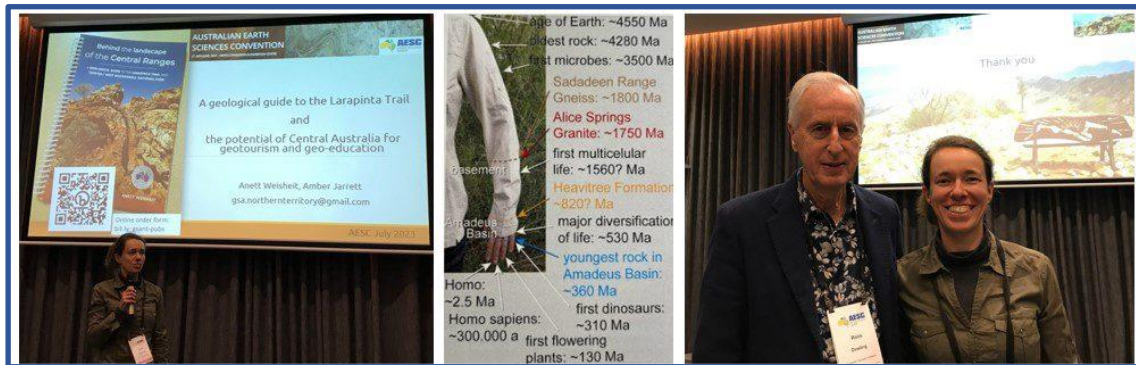 Behind the landscape
of the Central Ranges
AUSTRALIAN EARTH
SCIENCES CONVENTION
AESC
A geological guide to the Larapinta Trail
and
the potential of Central Australia for
geotourism and geo-education
Anett Weisheit, Amber Jarrett
gsa.northernterritory@gmail.com
Online order form:
AESC July 2023
age of Earth: ~4550 Ma
oldest rock: ~4280 Ma
first microbes: ~3500 Ma
Sadadeen Range
Gneiss: ~1800 Ma
Alice Springs
Granite: ~1750 Ma
first multicelular
life: ~1560? Ma
basement
Heavitree Formation
~820? Ma
Amadeus
Basin
major diversification
of life: ~530 Ma
youngest rock in
Amadeus Basin:
~360 Ma
Homo:
~2.5 Ma
first dinosaurs:
~310 Ma
Homo sapiens:
~300.000 a
first flowering
plants: ~130 Ma
AUSTRALIAN EARTH
SCIENCES CONVENTION
Thank you
AESC
Dowling